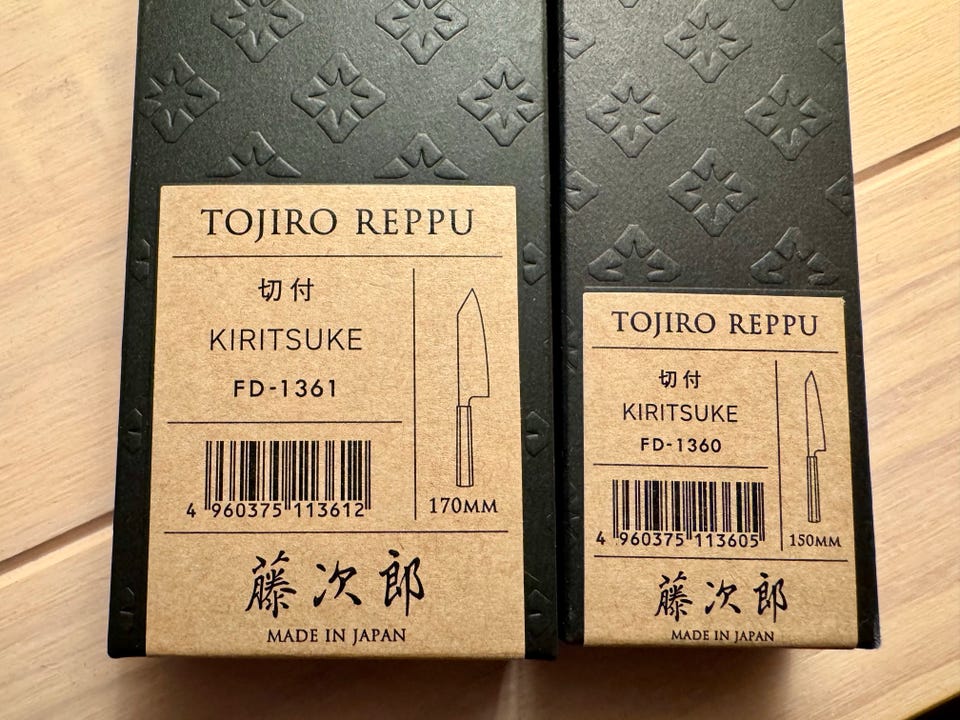 TOJIRO REPPU
切付
KIRITSUKE
FD-1361
4 960375 113612
170MM
藤次郎
MADE IN JAPAN
TOJIRO REPPU
切付
KIRITSUKE
FD-1360
4 960375 113605
150MM
藤次郎
MADE IN JAPAN